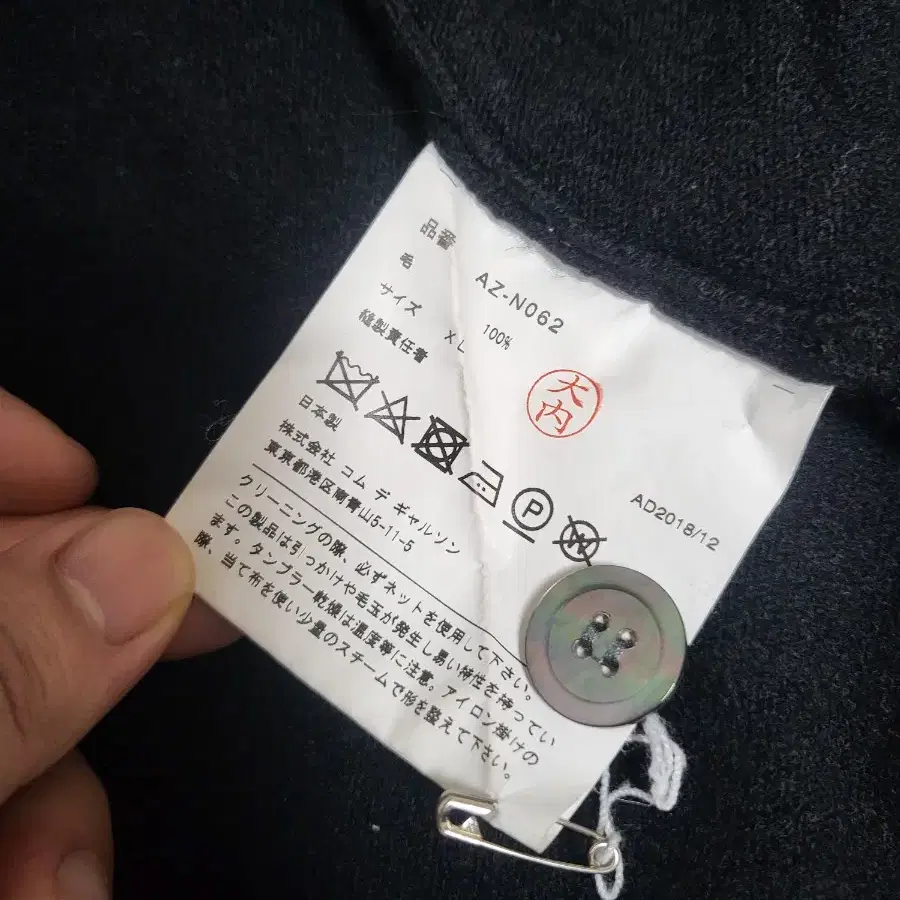 品番 AZ-N062
毛 100%
サイズ XL
縫製責任者 大内
P
W
日本製 AD2018/12
株式会社 コム デ ギャルソン
東京都港区南青山5-11-5
クリーニングの際、必ずネットを使用して下さい。
この製品は引っかけや毛玉が発生し易い特性を持ってい
ます。タンブラー乾燥は温度等に注意。アイロン掛けの
際、当て布を使い少量のスチームで形を整えて下さい。